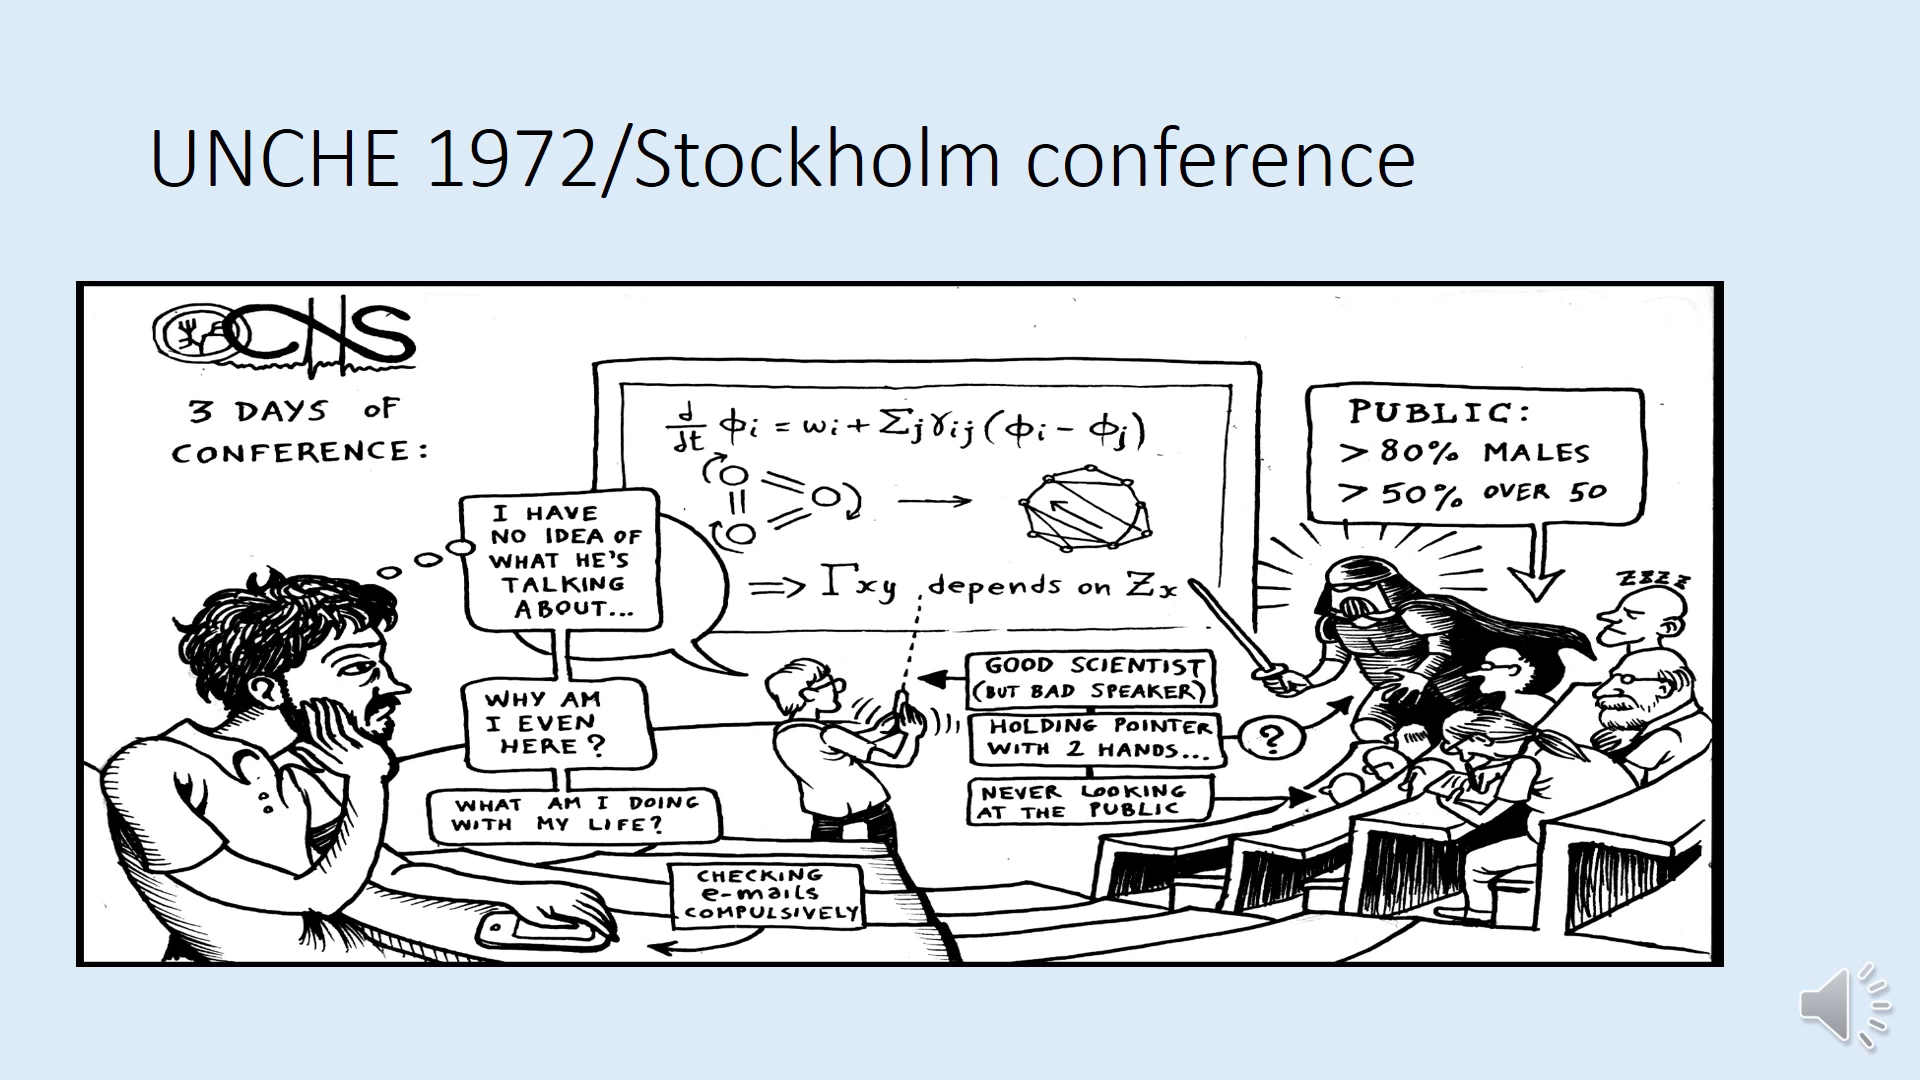 UNCHE 1972/Stockholm conference
CHS
3 DAYS OF
CONFERENCE:
d/dt ϕi = ωi + Σj γij (ϕi - ϕj)
⇒ Γxy depends on Zx
I HAVE
NO IDEA OF
WHAT HE'S
TALKING
ABOUT...
WHY AM
I EVEN
HERE?
WHAT AM I DOING
WITH MY LIFE?
CHECKING
e-mails
COMPULSIVELY
GOOD SCIENTIST
(BUT BAD SPEAKER)
HOLDING POINTER
WITH 2 HANDS...
?
NEVER LOOKING
AT THE PUBLIC
PUBLIC:
> 80% MALES
> 50% OVER 50
ZZZZ